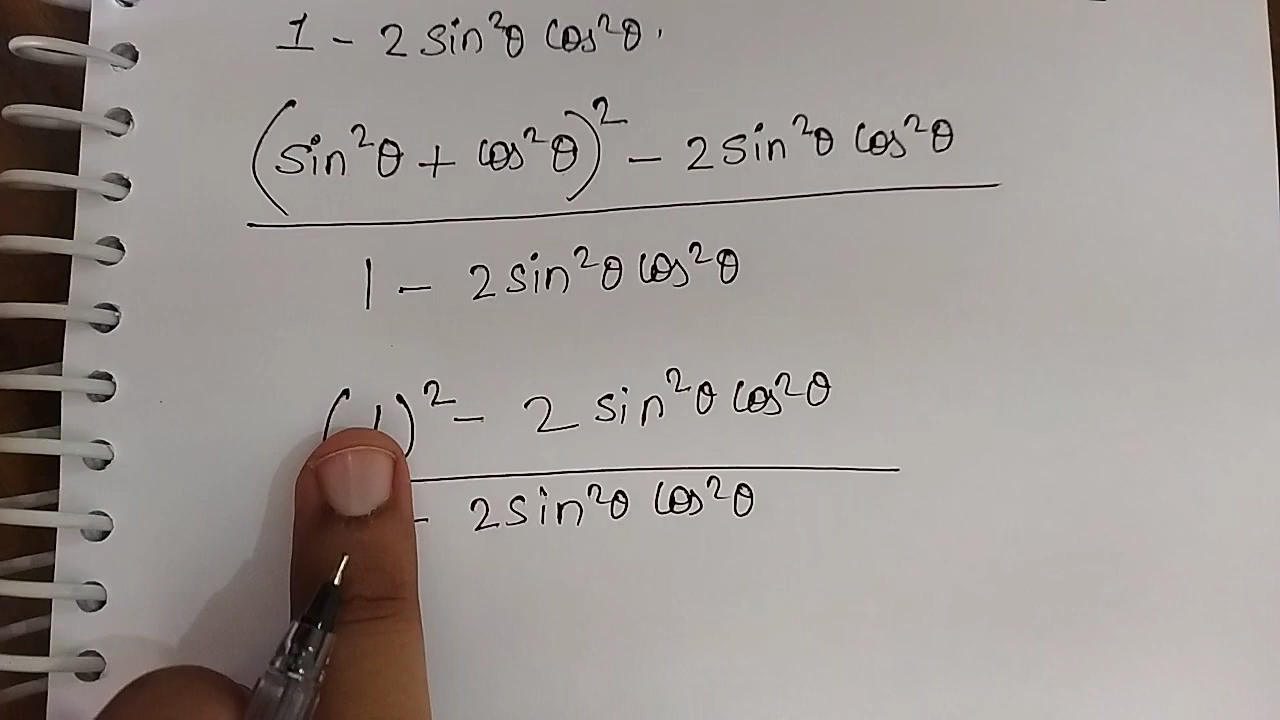 1 - 2 sin²θ cos²θ.
(sin²θ + cos²θ)² - 2 sin²θ cos²θ
1 - 2 sin²θ cos²θ
(1)² - 2 sin²θ cos²θ
- 2 sin²θ cos²θ